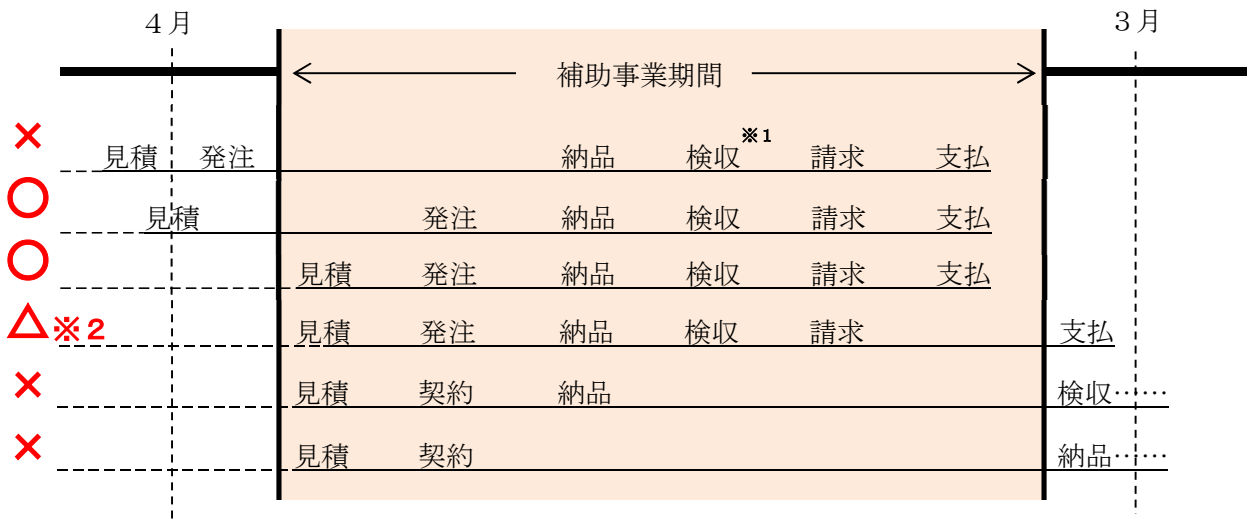 ４月 ３月
補助事業期間
× 見積 発注 納品 検収※1 請求 支払
○ 見積 発注 納品 検収 請求 支払
○ 見積 発注 納品 検収 請求 支払
△※２ 見積 発注 納品 検収 請求 支払
× 見積 契約 納品 検収……
× 見積 契約 納品……